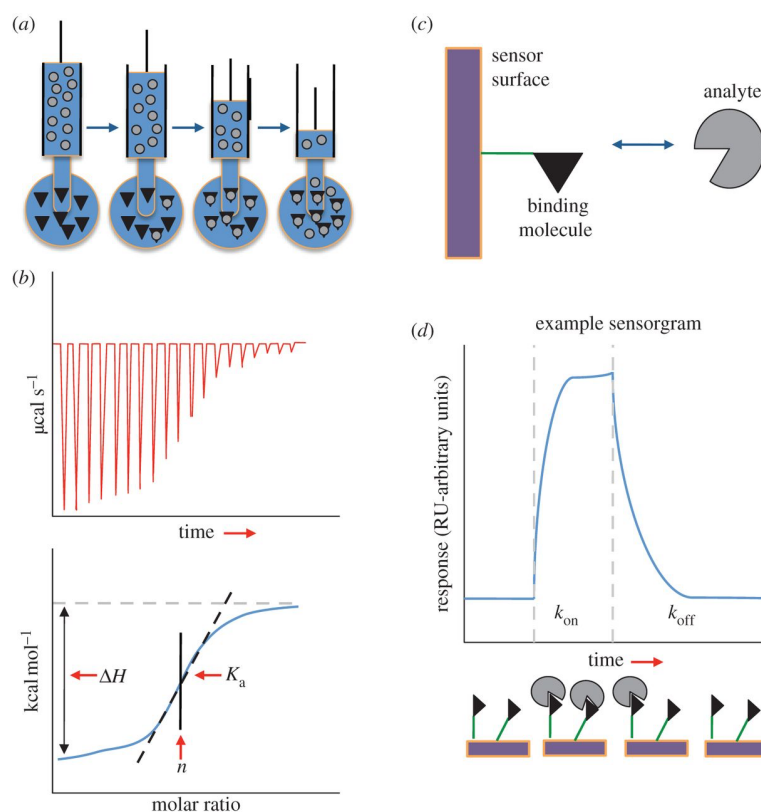 (a)
(b)
µcal s⁻¹
time
kcal mol⁻¹
ΔH
Kₐ
n
molar ratio
(c)
sensor
surface
analyte
binding
molecule
(d)
example sensorgram
response (RU-arbitrary units)
k_on
k_off
time